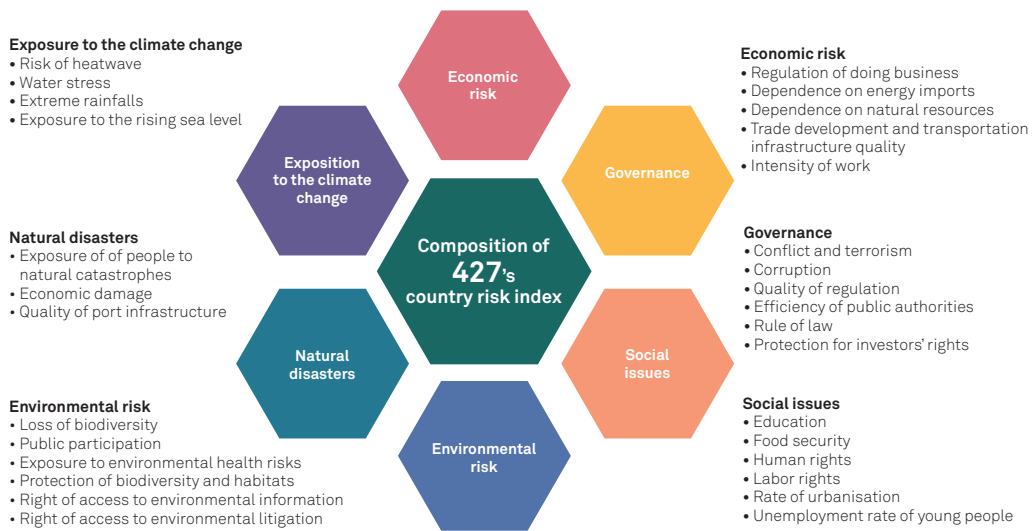 Exposure to the climate change
• Risk of heatwave
• Water stress
• Extreme rainfalls
• Exposure to the rising sea level
Natural disasters
• Exposure of of people to
natural catastrophes
• Economic damage
• Quality of port infrastructure
Environmental risk
• Loss of biodiversity
• Public participation
• Exposure to environmental health risks
• Protection of biodiversity and habitats
• Right of access to environmental information
• Right of access to environmental litigation
Economic
risk
Exposition
to the climate
change
Governance
Composition of
427's
country risk index
Natural
disasters
Social
issues
Environmental
risk
Economic risk
• Regulation of doing business
• Dependence on energy imports
• Dependence on natural resources
• Trade development and transportation
infrastructure quality
• Intensity of work
Governance
• Conflict and terrorism
• Corruption
• Quality of regulation
• Efficiency of public authorities
• Rule of law
• Protection for investors' rights
Social issues
• Education
• Food security
• Human rights
• Labor rights
• Rate of urbanisation
• Unemployment rate of young people